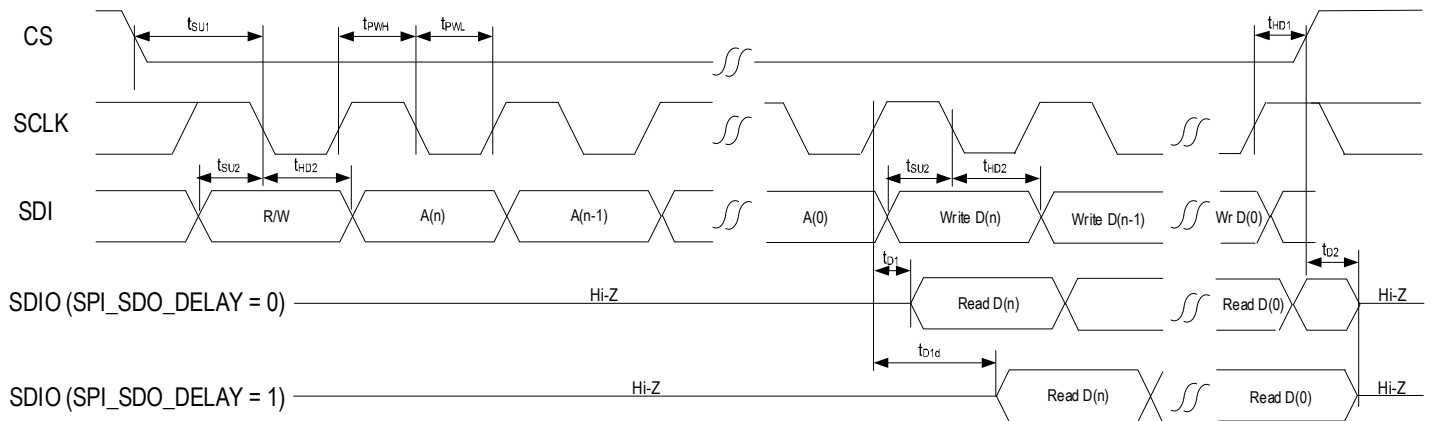 CS
tSU1
tPWH
tPWL
tHD1
SCLK
tSU2
tHD2
tSU2
tHD2
SDI
R/W
A(n)
A(n-1)
A(0)
Write D(n)
Write D(n-1)
Wr D(0)
tD1
tD2
SDIO (SPI_SDO_DELAY = 0)
Hi-Z
Read D(n)
Read D(0)
Hi-Z
tD1d
SDIO (SPI_SDO_DELAY = 1)
Hi-Z
Read D(n)
Read D(0)
Hi-Z